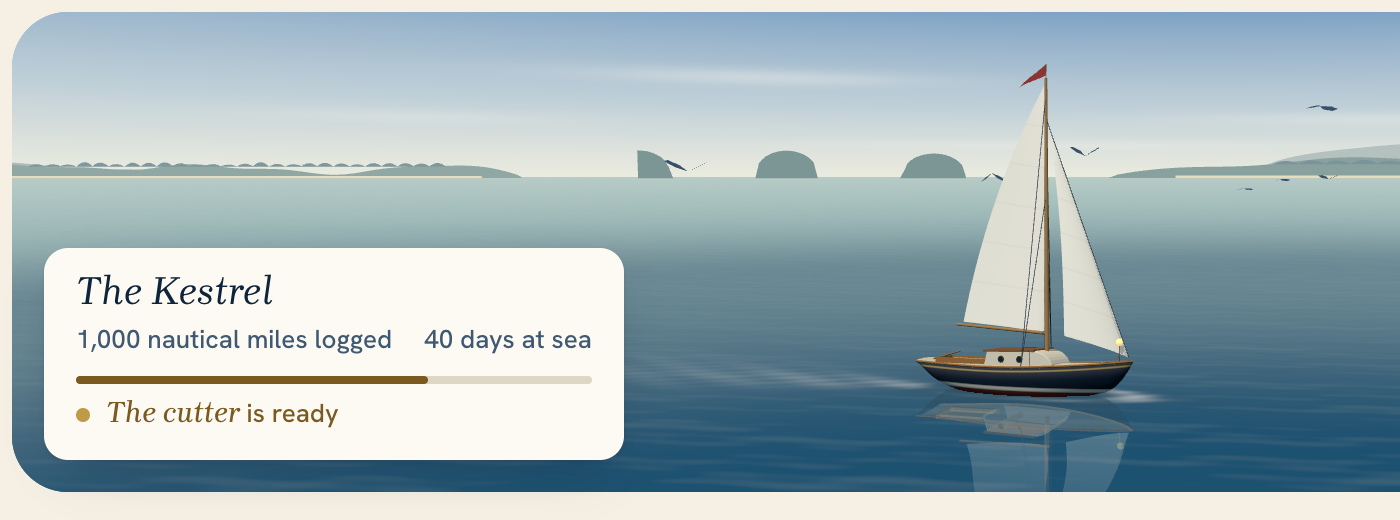 The Kestrel
1,000 nautical miles logged 40 days at sea
The cutter is ready